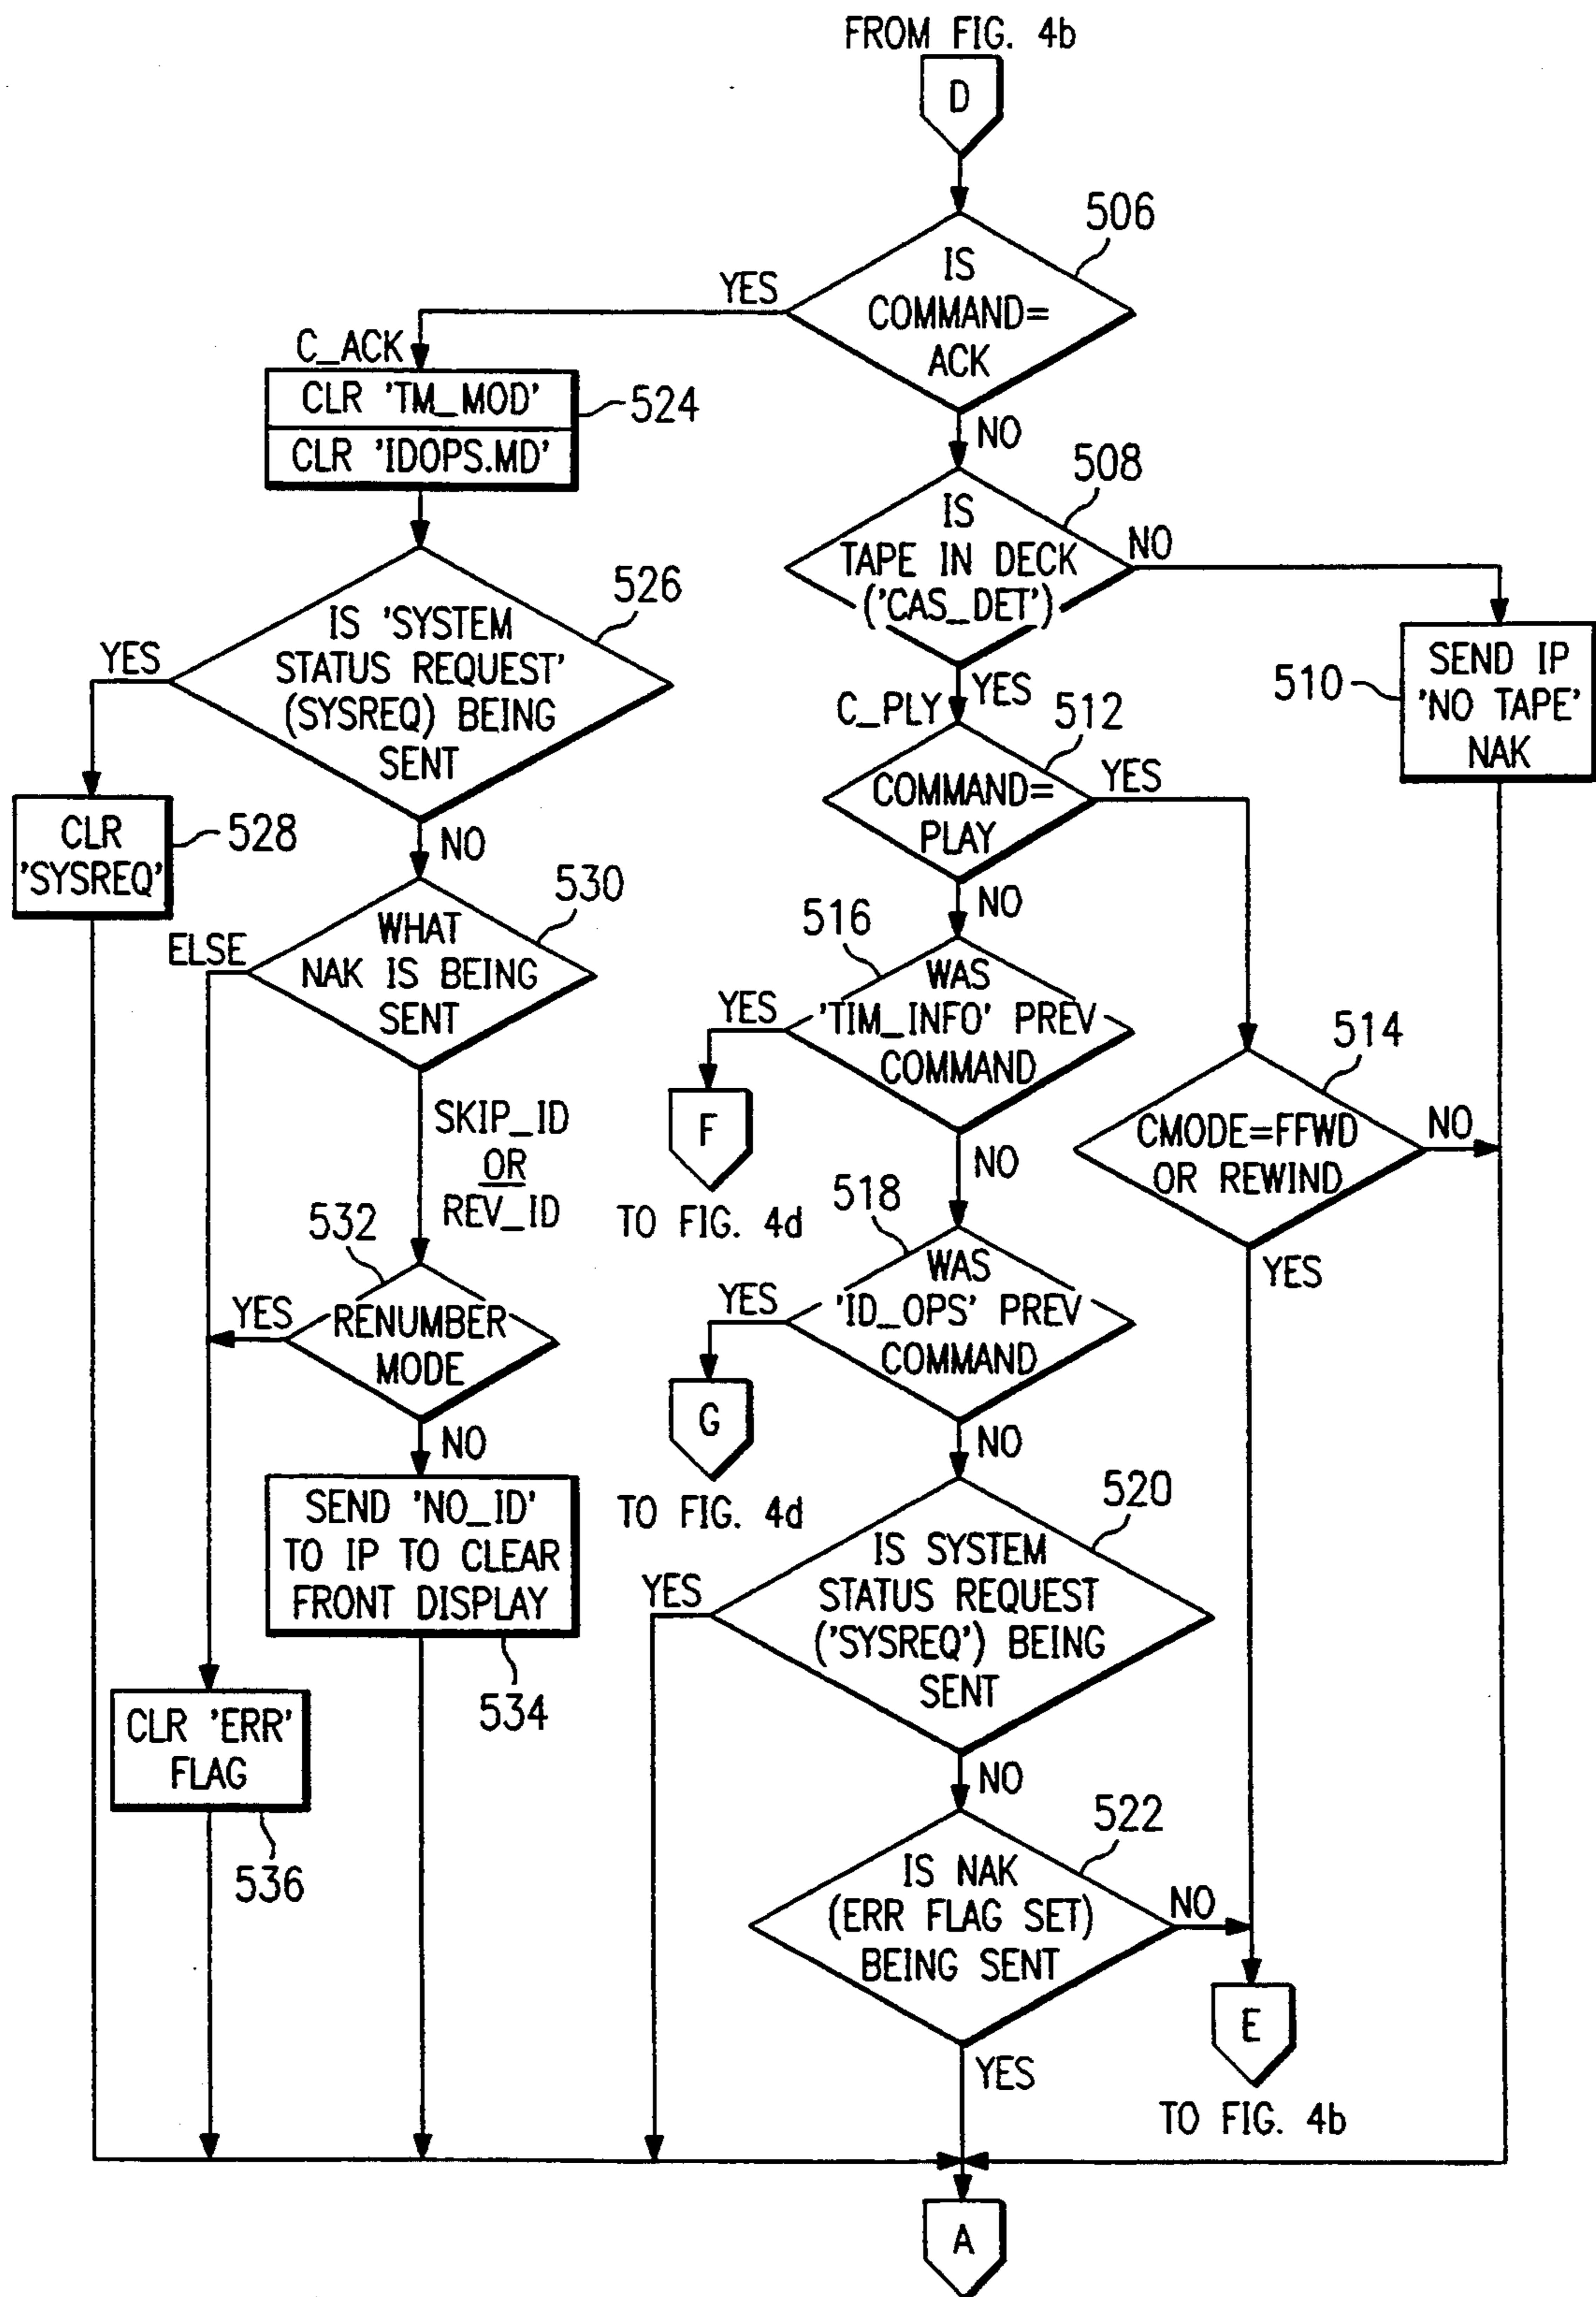 FROM FIG. 4b
D
506
IS
COMMAND=
ACK
YES
NO
C_ACK
CLR 'TM_MOD'
CLR 'IDOPS.MD'
524
508
IS
TAPE IN DECK
('CAS_DET')
NO
YES
526
IS 'SYSTEM
STATUS REQUEST'
(SYSREQ) BEING
SENT
YES
NO
510
SEND IP
'NO TAPE'
NAK
C_PLY
512
COMMAND=
PLAY
YES
NO
CLR
'SYSREQ'
528
530
WHAT
NAK IS BEING
SENT
ELSE
SKIP_ID
OR
REV_ID
516
WAS
'TIM_INFO' PREV
COMMAND
YES
NO
F
TO FIG. 4d
514
CMODE=FFWD
OR REWIND
NO
YES
532
RENUMBER
MODE
YES
NO
518
WAS
'ID_OPS' PREV
COMMAND
YES
NO
G
TO FIG. 4d
SEND 'NO_ID'
TO IP TO CLEAR
FRONT DISPLAY
534
520
IS SYSTEM
STATUS REQUEST
('SYSREQ') BEING
SENT
YES
NO
CLR 'ERR'
FLAG
536
522
IS NAK
(ERR FLAG SET)
BEING SENT
NO
YES
E
TO FIG. 4b
A